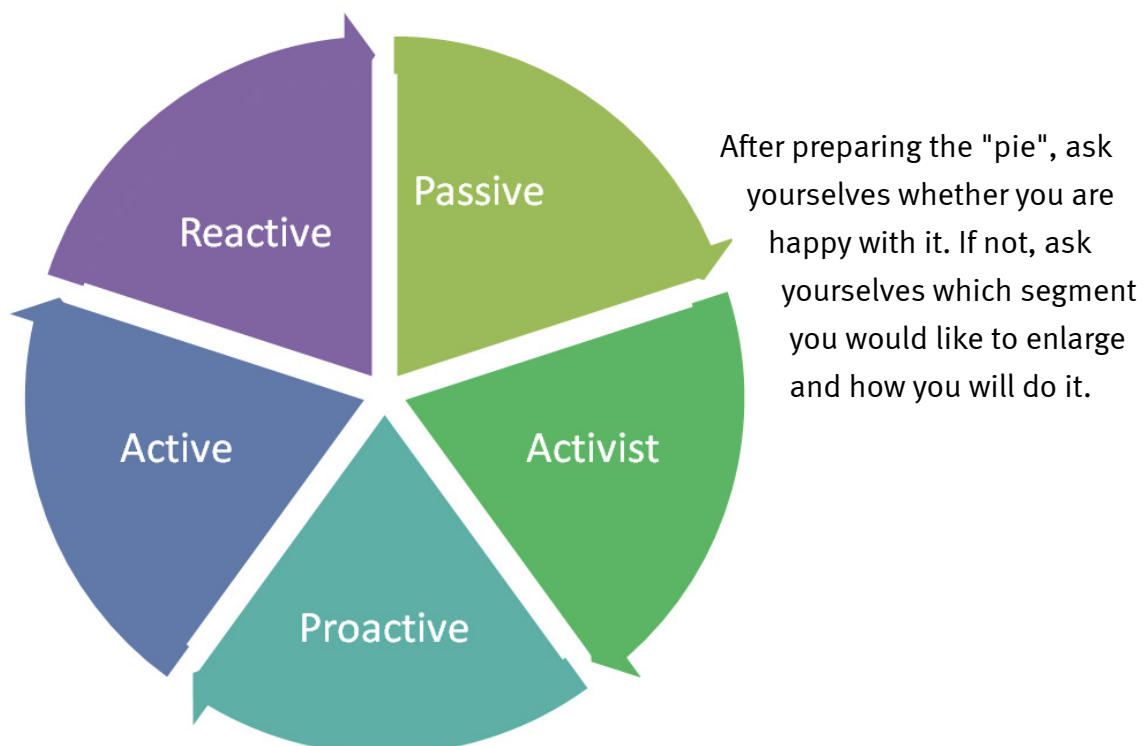 Passive
Reactive
Activist
Active
Proactive
After preparing the "pie", ask
yourselves whether you are
happy with it. If not, ask
yourselves which segment
you would like to enlarge
and how you will do it.